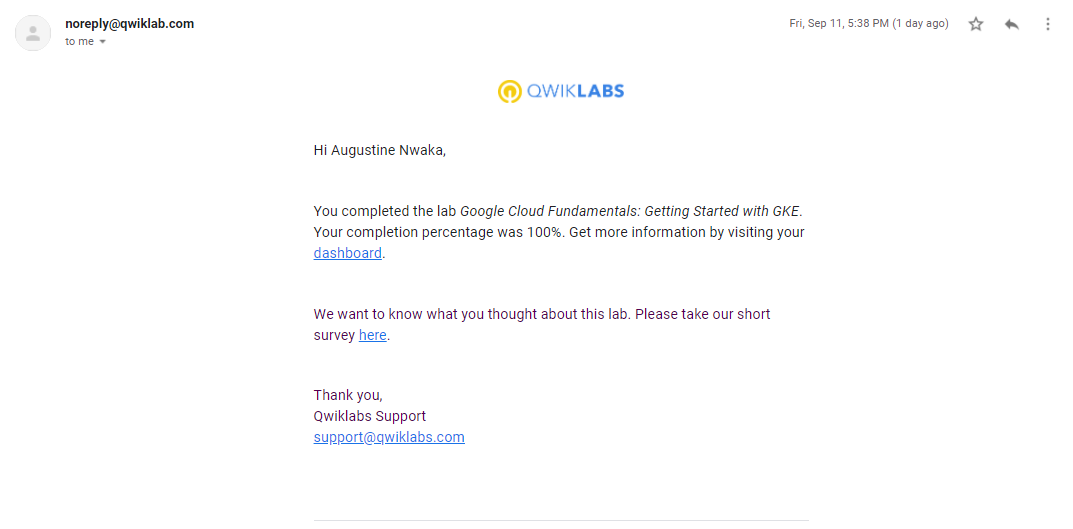 noreply@qwiklab.com
Fri, Sep 11, 5:38 PM (1 day ago)
to me
QWIKLABS
Hi Augustine Nwaka,
You completed the lab Google Cloud Fundamentals: Getting Started with GKE.
Your completion percentage was 100%. Get more information by visiting your
dashboard.
We want to know what you thought about this lab. Please take our short
survey here.
Thank you,
Qwiklabs Support
support@qwiklabs.com